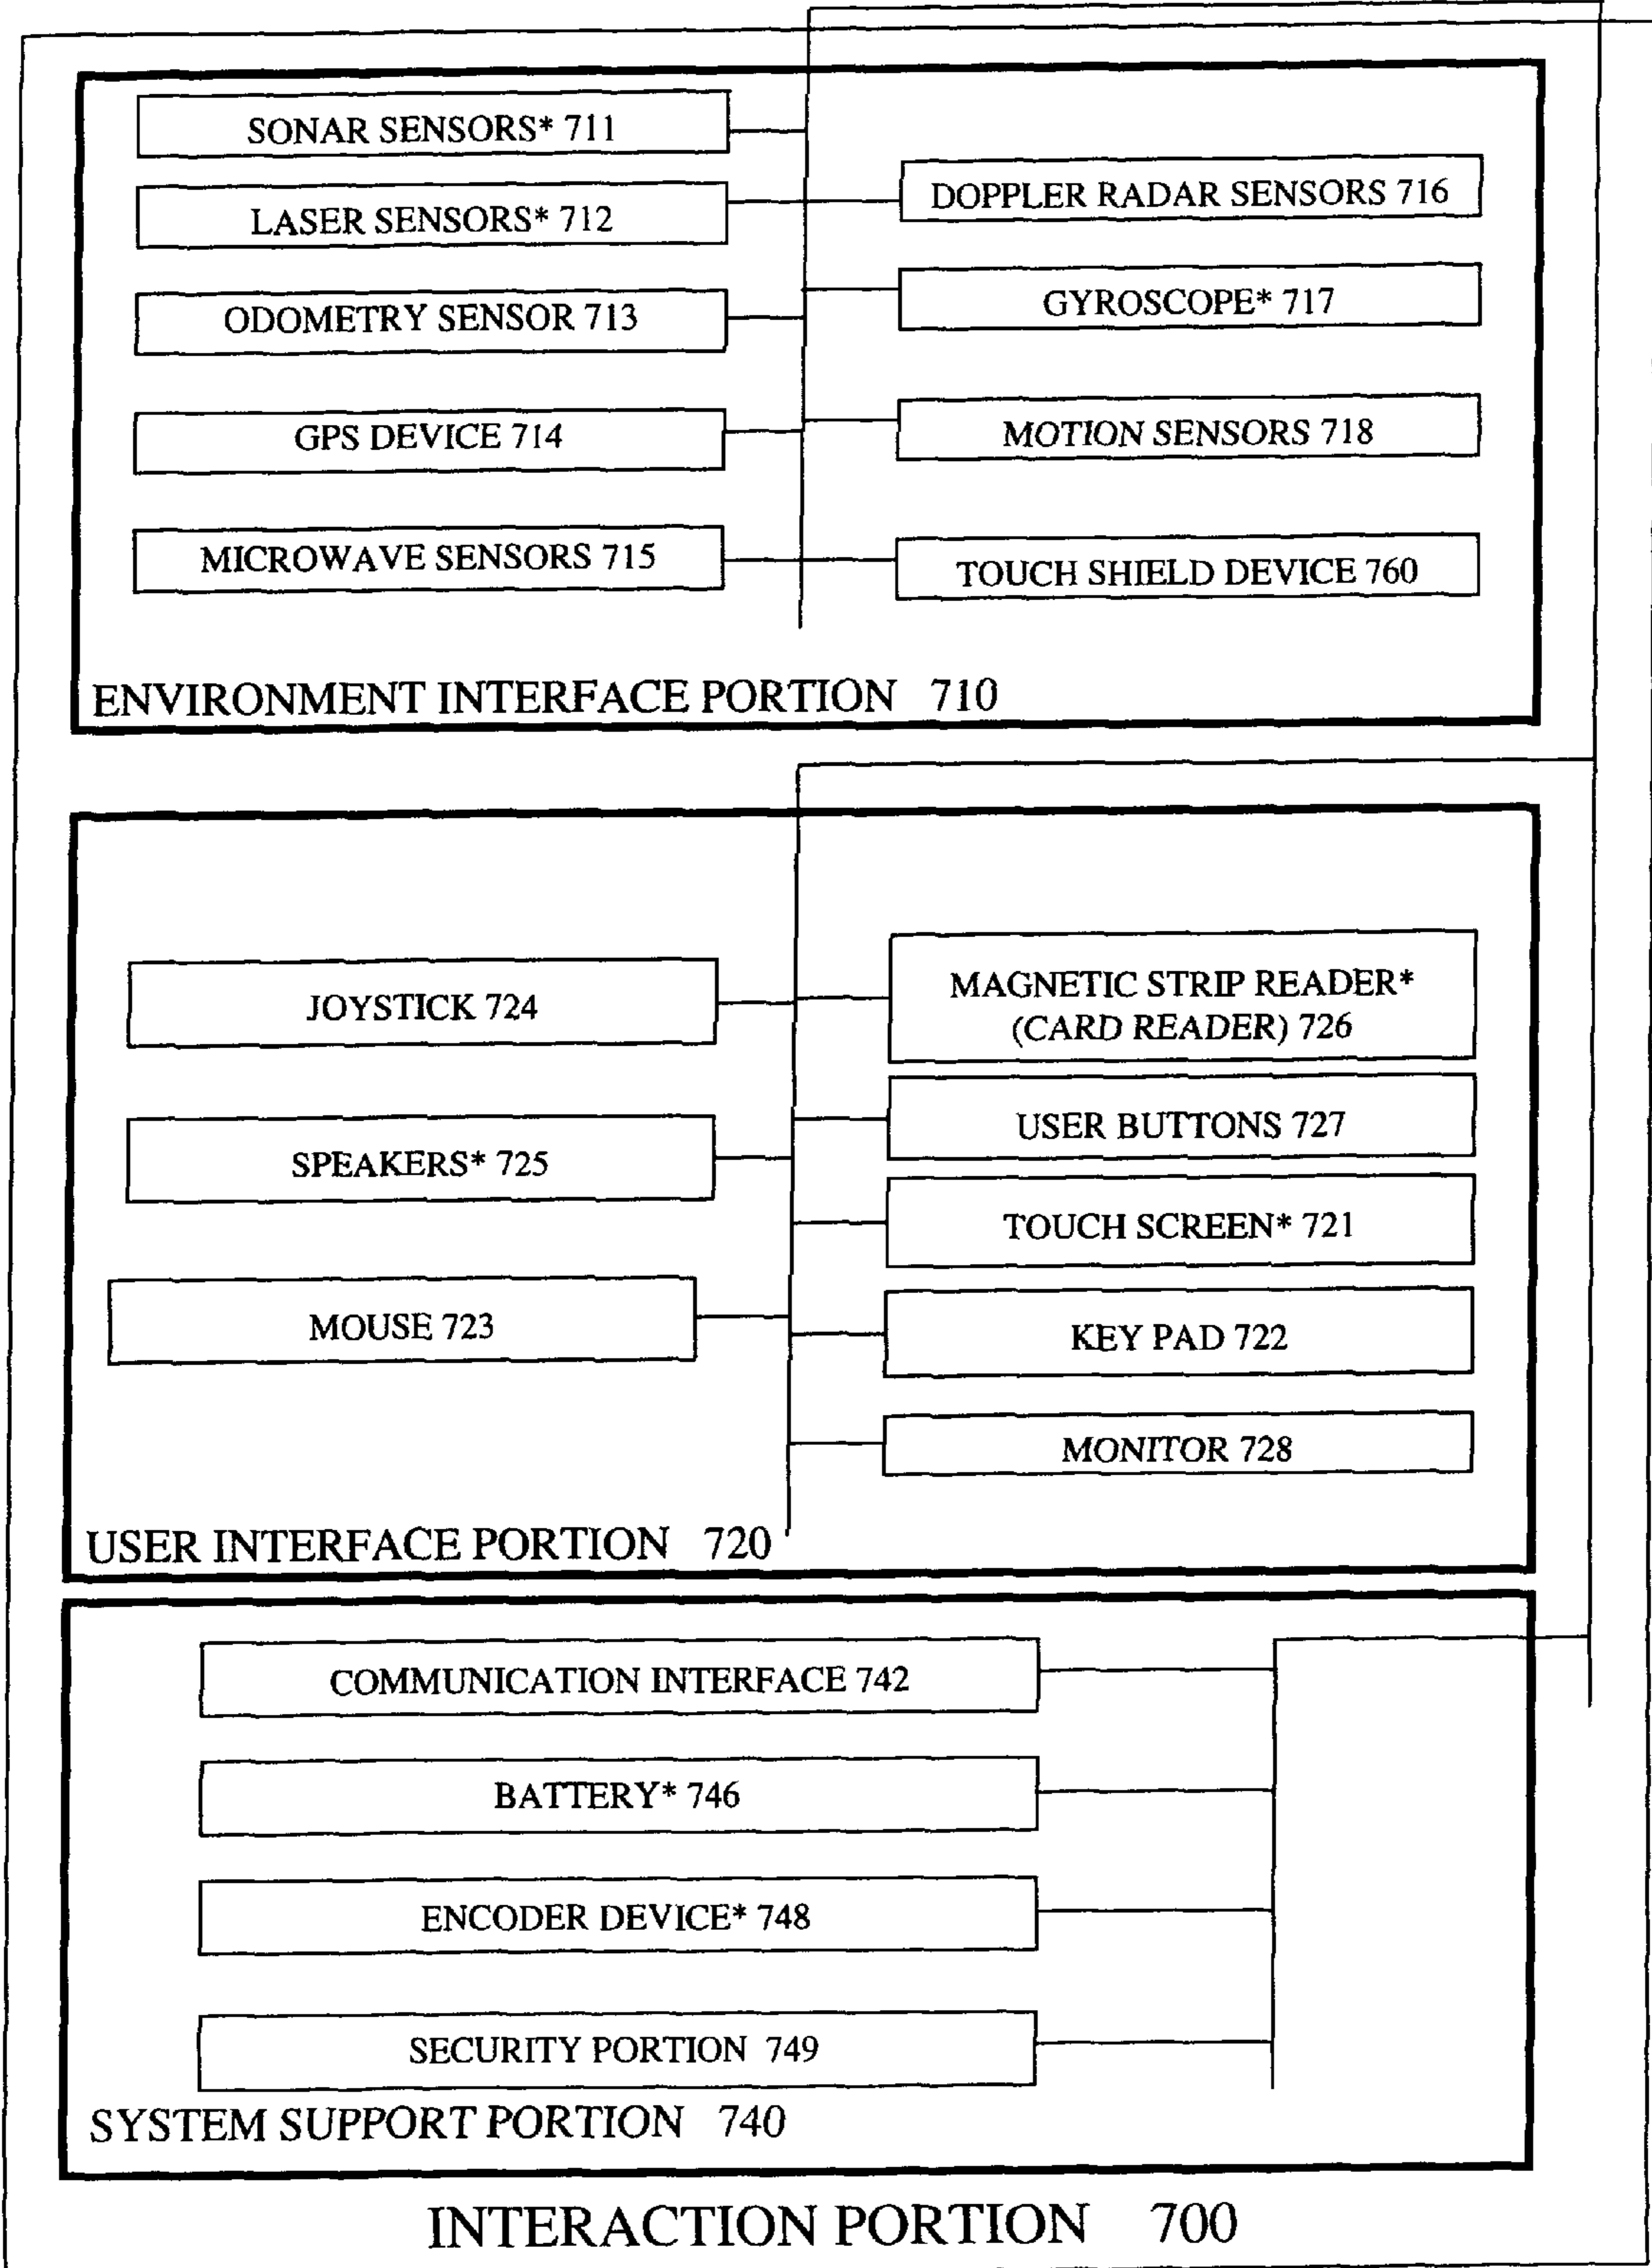 SONAR SENSORS* 711
LASER SENSORS* 712
ODOMETRY SENSOR 713
GPS DEVICE 714
MICROWAVE SENSORS 715
DOPPLER RADAR SENSORS 716
GYROSCOPE* 717
MOTION SENSORS 718
TOUCH SHIELD DEVICE 760
ENVIRONMENT INTERFACE PORTION 710
JOYSTICK 724
SPEAKERS* 725
MOUSE 723
MAGNETIC STRIP READER*
(CARD READER) 726
USER BUTTONS 727
TOUCH SCREEN* 721
KEY PAD 722
MONITOR 728
USER INTERFACE PORTION 720
COMMUNICATION INTERFACE 742
BATTERY* 746
ENCODER DEVICE* 748
SECURITY PORTION 749
SYSTEM SUPPORT PORTION 740
INTERACTION PORTION 700